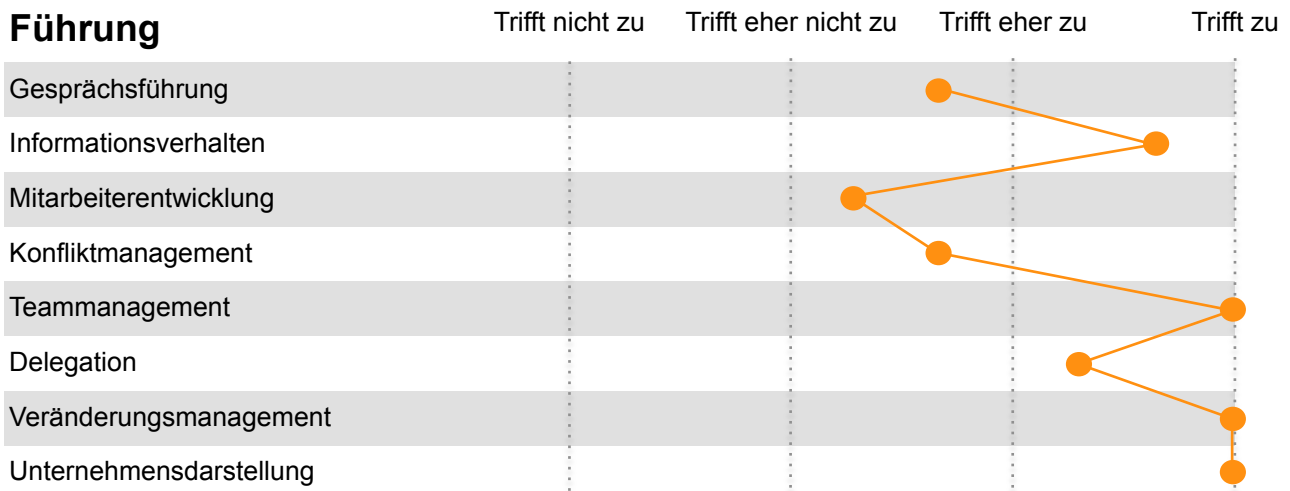 Führung
Trifft nicht zu Trifft eher nicht zu Trifft eher zu Trifft zu
Gesprächsführung
Informationsverhalten
Mitarbeiterentwicklung
Konfliktmanagement
Teammanagement
Delegation
Veränderungsmanagement
Unternehmensdarstellung